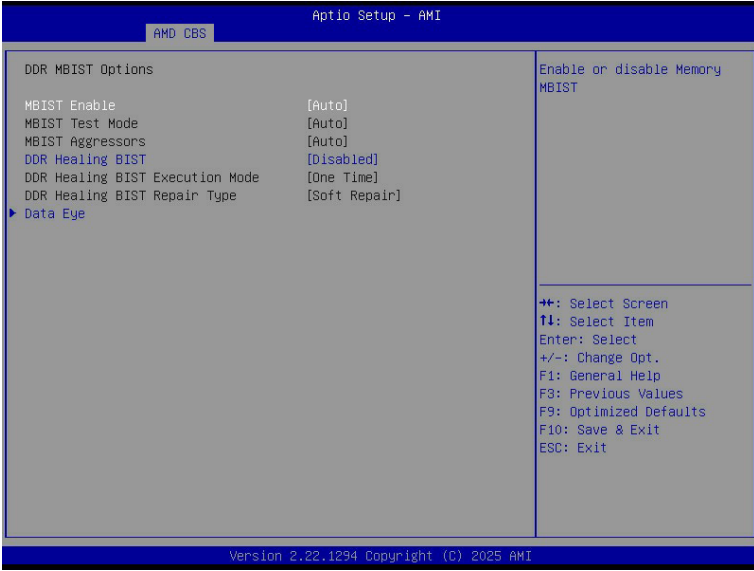 Aptio Setup – AMI
AMD CBS
DDR MBIST Options
MBIST Enable [Auto]
MBIST Test Mode [Auto]
MBIST Aggressors [Auto]
DDR Healing BIST [Disabled]
DDR Healing BIST Execution Mode [One Time]
DDR Healing BIST Repair Type [Soft Repair]
Data Eye
Enable or disable Memory
MBIST
→←: Select Screen
↑↓: Select Item
Enter: Select
+/-: Change Opt.
F1: General Help
F3: Previous Values
F9: Optimized Defaults
F10: Save & Exit
ESC: Exit
Version 2.22.1294 Copyright (C) 2025 AMI